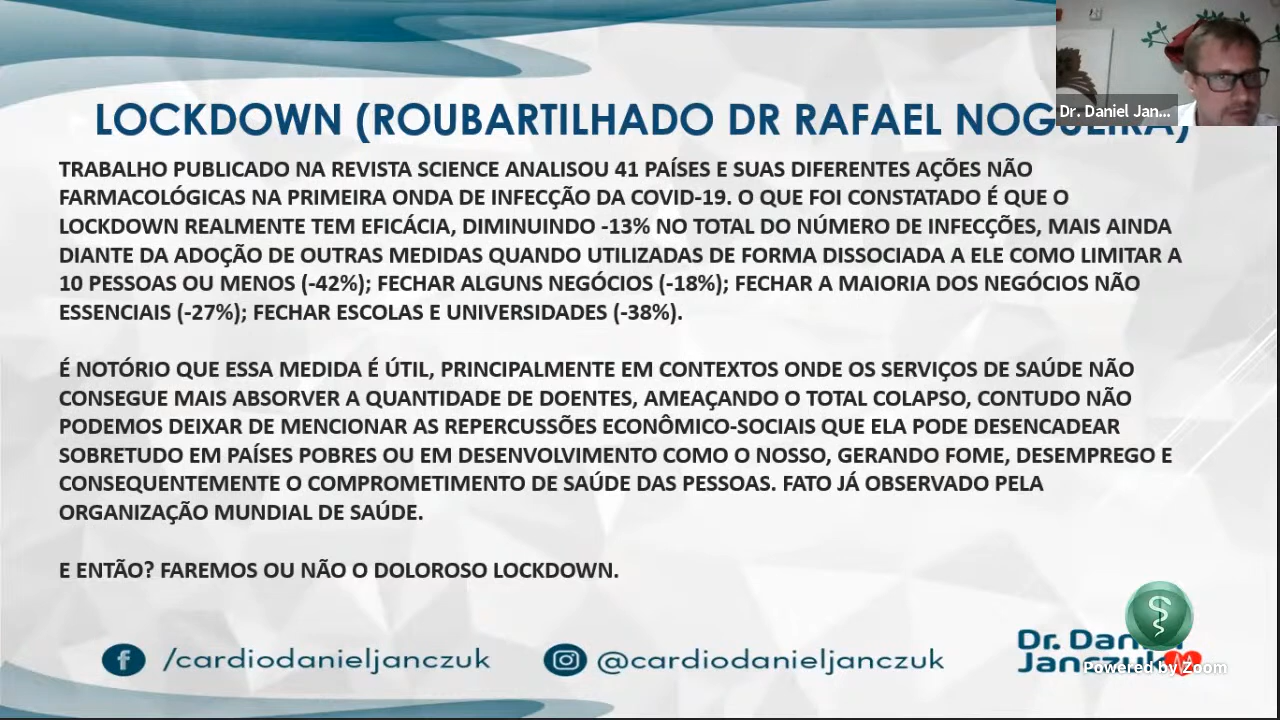 LOCKDOWN (ROUBARTILHADO DR RAFAEL NOGUEIRA)
Dr. Daniel Jan...
TRABALHO PUBLICADO NA REVISTA SCIENCE ANALISOU 41 PAÍSES E SUAS DIFERENTES AÇÕES NÃO
FARMACOLÓGICAS NA PRIMEIRA ONDA DE INFECÇÃO DA COVID-19. O QUE FOI CONSTATADO É QUE O
LOCKDOWN REALMENTE TEM EFICÁCIA, DIMINUINDO -13% NO TOTAL DO NÚMERO DE INFECÇÕES, MAIS AINDA
DIANTE DA ADOÇÃO DE OUTRAS MEDIDAS QUANDO UTILIZADAS DE FORMA DISSOCIADA A ELE COMO LIMITAR A
10 PESSOAS OU MENOS (-42%); FECHAR ALGUNS NEGÓCIOS (-18%); FECHAR A MAIORIA DOS NEGÓCIOS NÃO
ESSENCIAIS (-27%); FECHAR ESCOLAS E UNIVERSIDADES (-38%).
É NOTÓRIO QUE ESSA MEDIDA É ÚTIL, PRINCIPALMENTE EM CONTEXTOS ONDE OS SERVIÇOS DE SAÚDE NÃO
CONSEGUE MAIS ABSORVER A QUANTIDADE DE DOENTES, AMEAÇANDO O TOTAL COLAPSO, CONTUDO NÃO
PODEMOS DEIXAR DE MENCIONAR AS REPERCUSSÕES ECONÔMICO-SOCIAIS QUE ELA PODE DESENCADEAR
SOBRETUDO EM PAÍSES POBRES OU EM DESENVOLVIMENTO COMO O NOSSO, GERANDO FOME, DESEMPREGO E
CONSEQUENTEMENTE O COMPROMETIMENTO DE SAÚDE DAS PESSOAS. FATO JÁ OBSERVADO PELA
ORGANIZAÇÃO MUNDIAL DE SAÚDE.
E ENTÃO? FAREMOS OU NÃO O DOLOROSO LOCKDOWN.
/cardiodanieljanczuk
@cardiodanieljanczuk
Dr.
Powered by Zoom